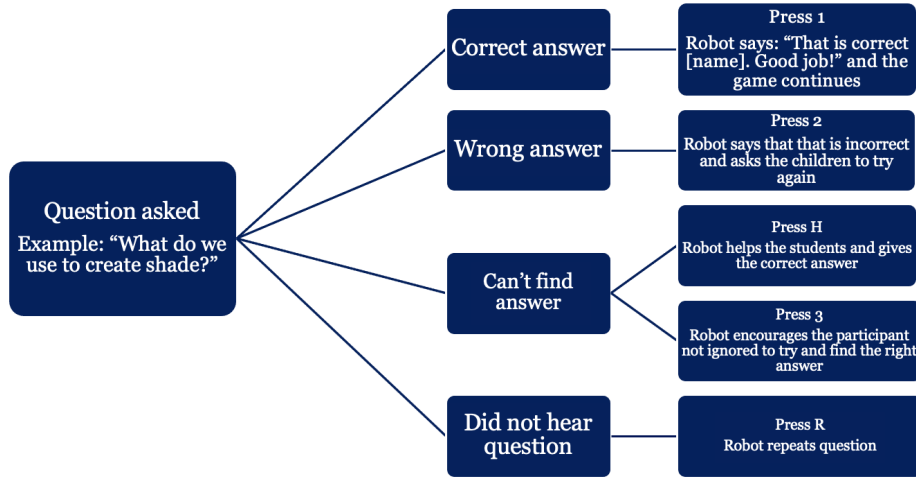 Question asked
Example: “What do we
use to create shade?”
Correct answer
Press 1
Robot says: “That is correct
[name]. Good job!” and the
game continues
Wrong answer
Press 2
Robot says that that is incorrect
and asks the children to try
again
Can’t find
answer
Press H
Robot helps the students and gives
the correct answer
Press 3
Robot encourages the participant
not ignored to try and find the right
answer
Did not hear
question
Press R
Robot repeats question